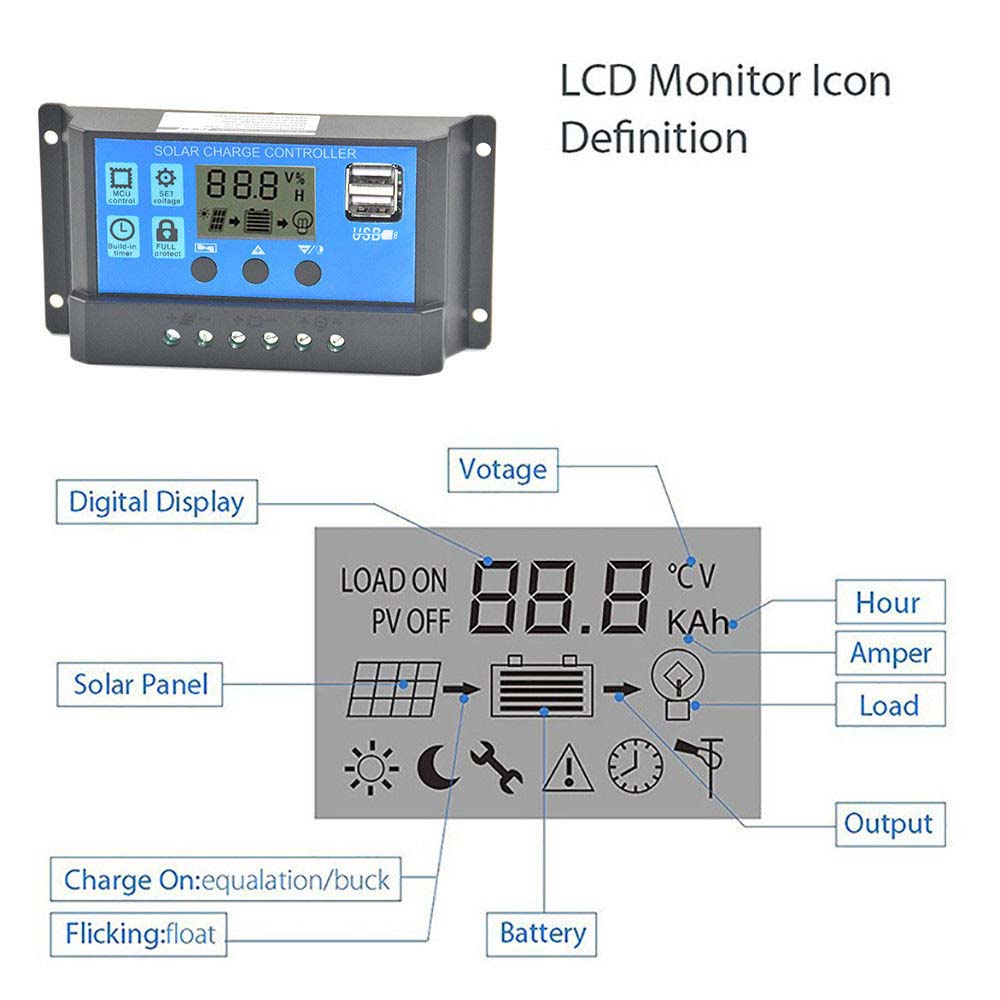 LCD Monitor Icon
Definition
SOLAR CHARGE CONTROLLER
MCU
control
SET
voltage
Build-in
timer
FULL
protect
88.8 V%
H
USB
Votage
Digital Display
LOAD ON 88.8 °C V
PV OFF KAh
Hour
Amper
Solar Panel
Load
Output
Charge On:equalation/buck
Flicking:float
Battery